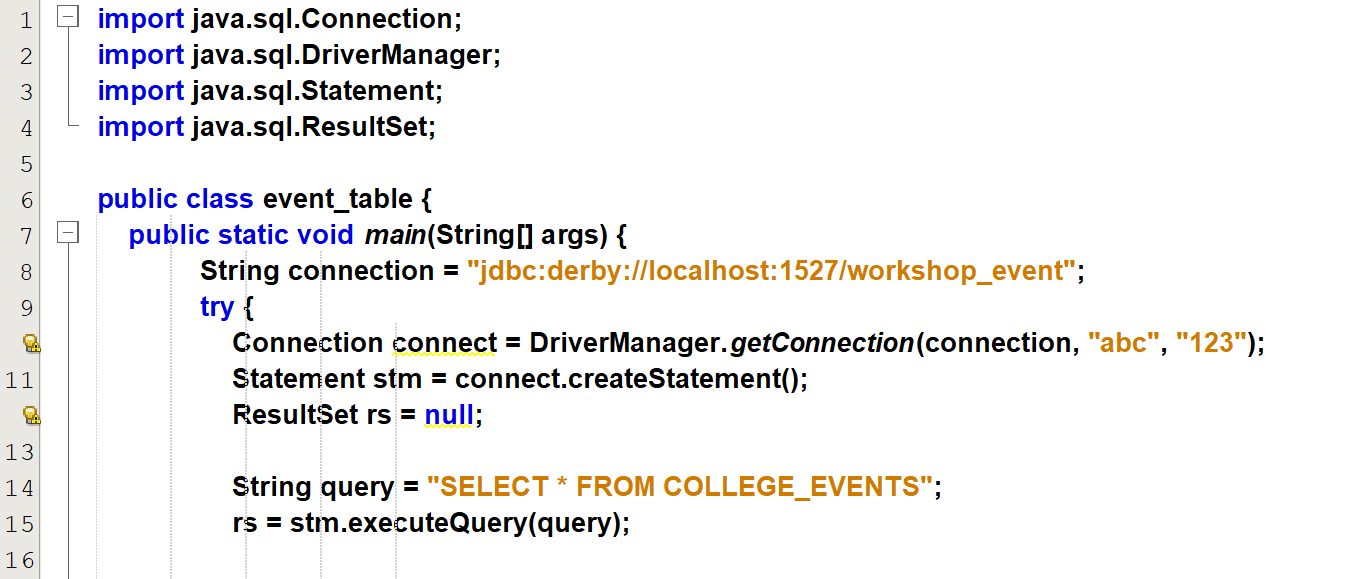 1 import java.sql.Connection;
2 import java.sql.DriverManager;
3 import java.sql.Statement;
4 import java.sql.ResultSet;
5
6 public class event_table {
7 public static void main(String[] args) {
8 String connection = "jdbc:derby://localhost:1527/workshop_event";
9 try {
Connection connect = DriverManager.getConnection(connection, "abc", "123");
11 Statement stm = connect.createStatement();
ResultSet rs = null;
13
14 String query = "SELECT * FROM COLLEGE_EVENTS";
15 rs = stm.executeQuery(query);
16